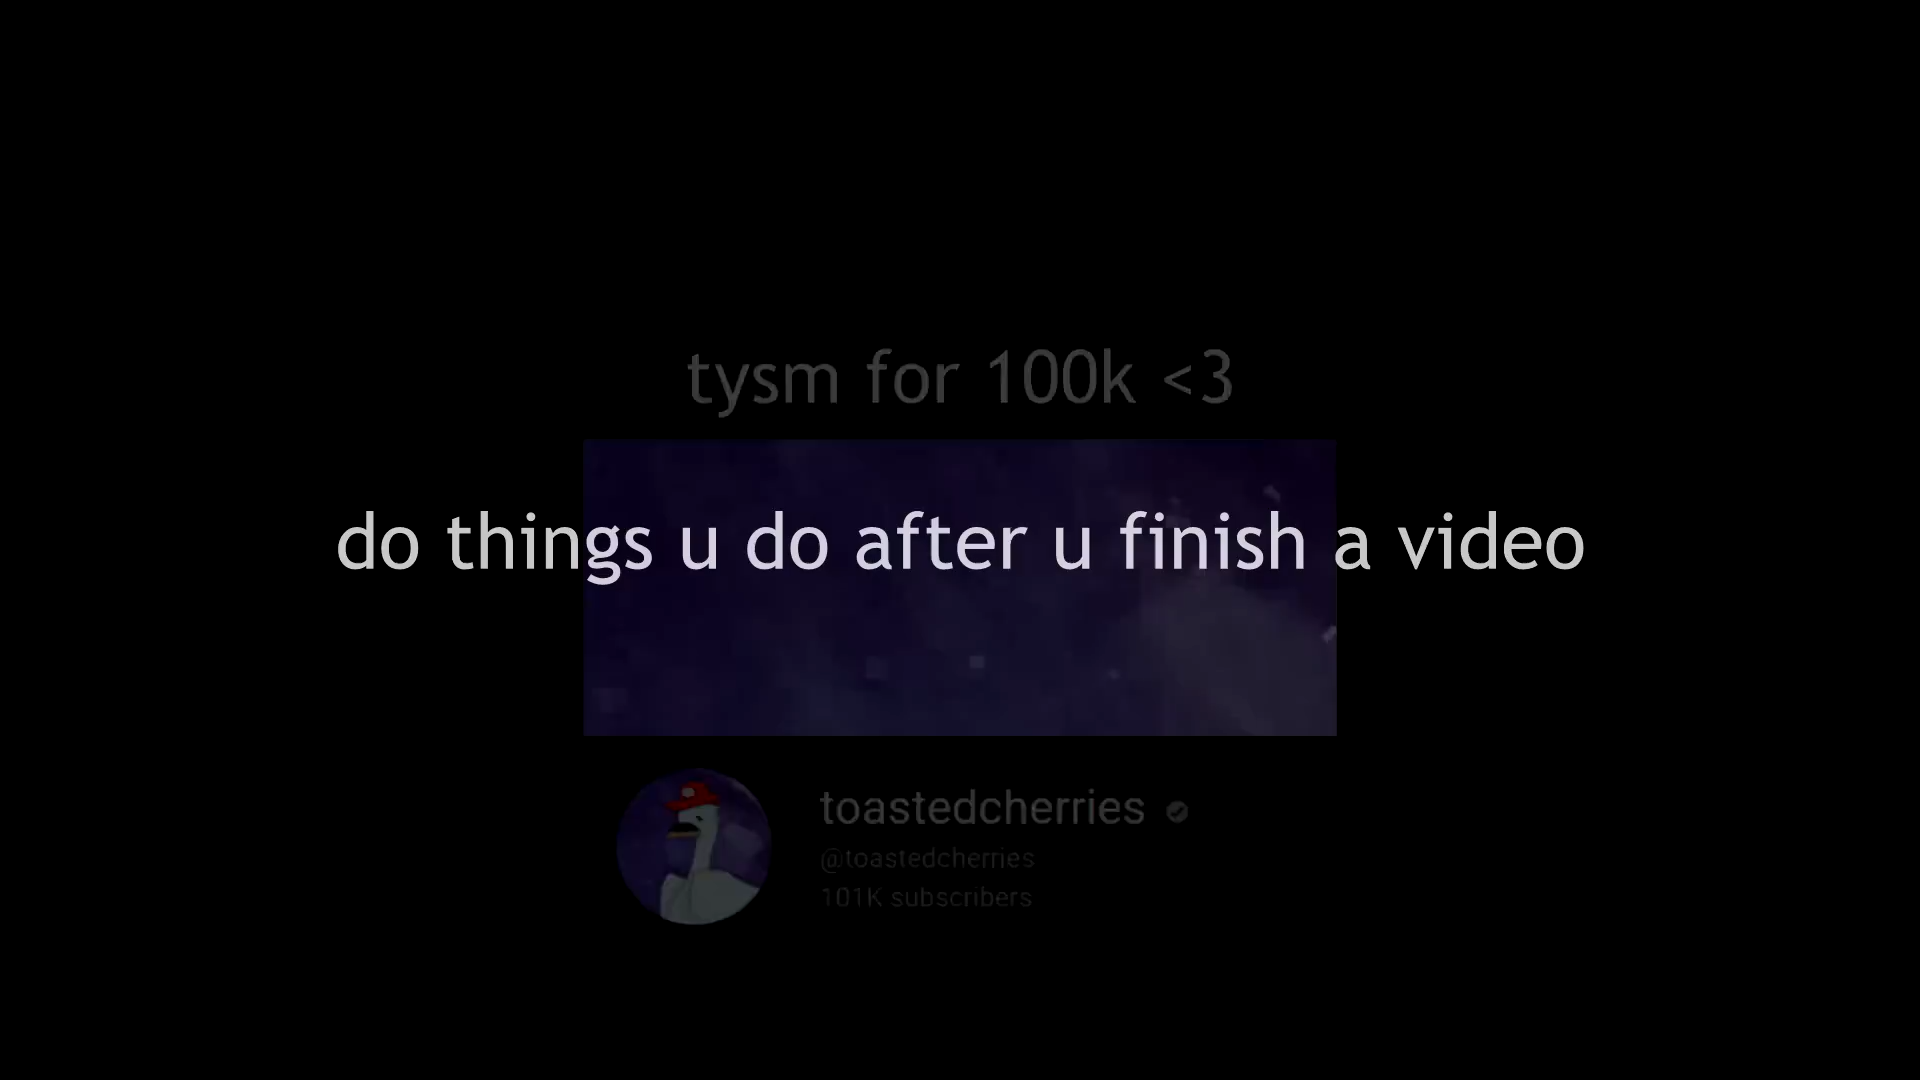 tysm for 100k <3
do things u do after u finish a video
toastedcherries
@toastedcherries
101K subscribers